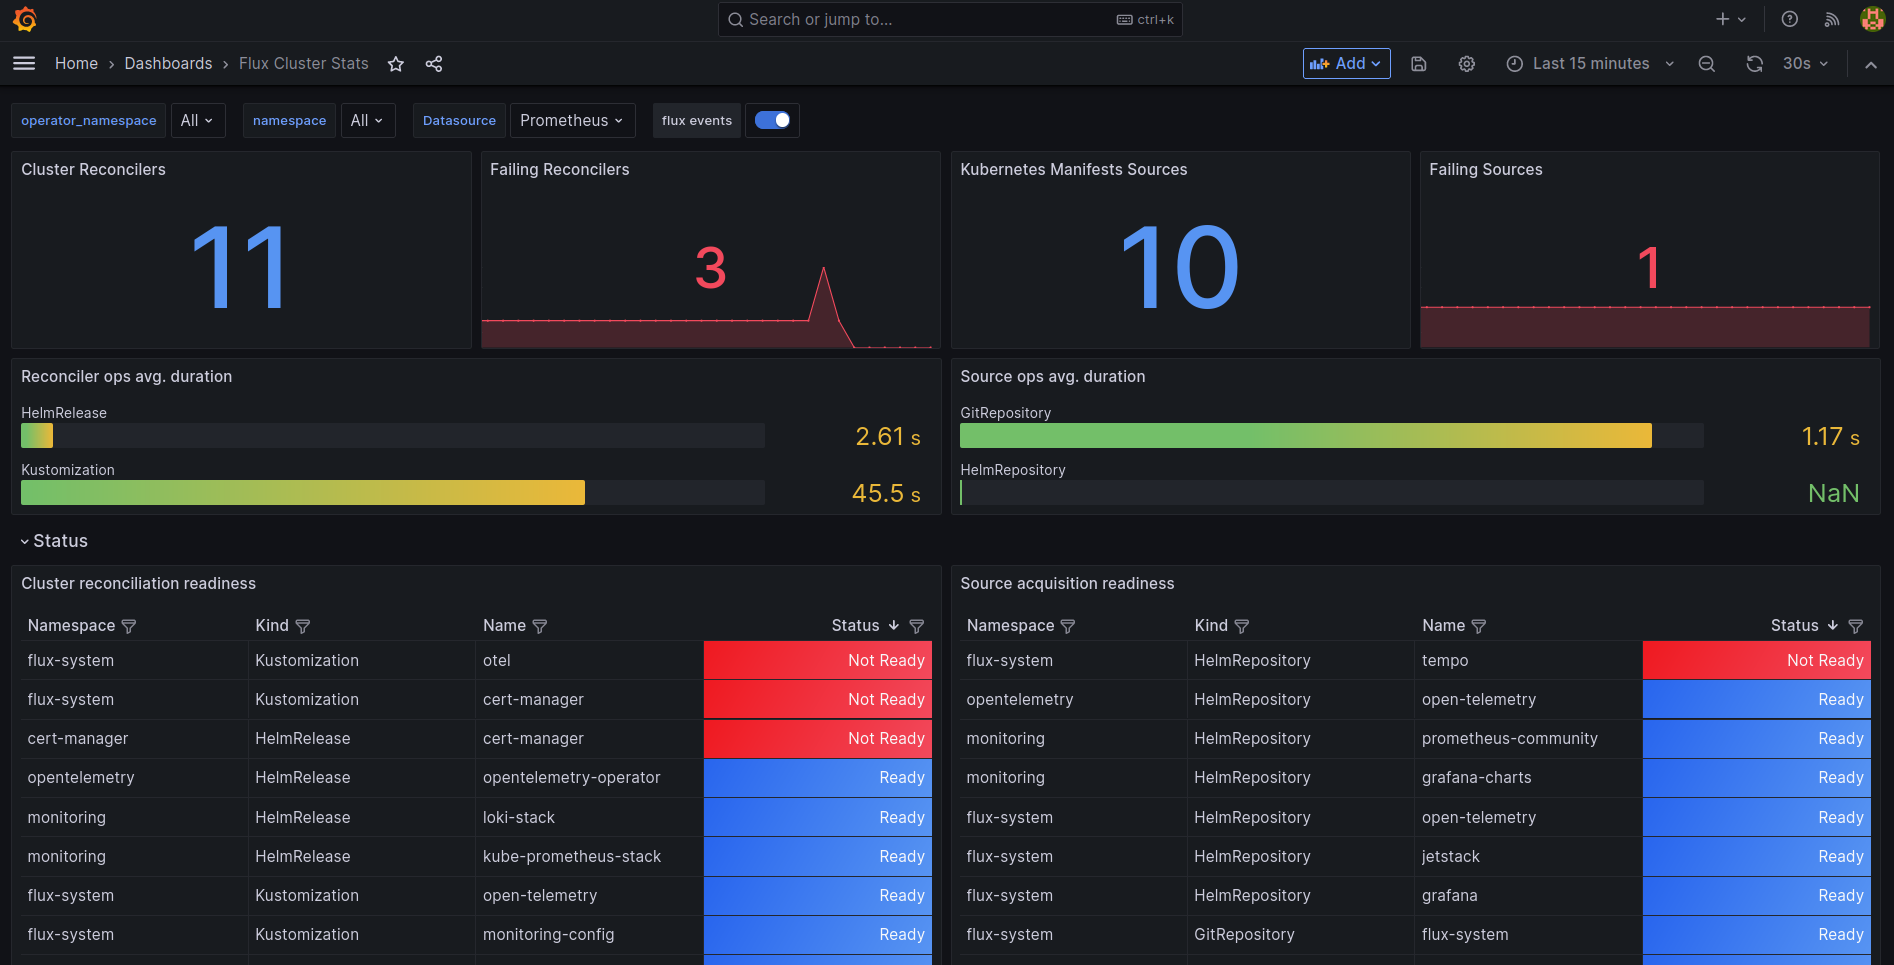 Search or jump to... ctrl+k
Home › Dashboards › Flux Cluster Stats Add Last 15 minutes 30s
operator_namespace All namespace All Datasource Prometheus flux events
Cluster Reconcilers Failing Reconcilers Kubernetes Manifests Sources Failing Sources
11 3 10 1
Reconciler ops avg. duration
HelmRelease
2.61 s
Kustomization
45.5 s
Source ops avg. duration
GitRepository
1.17 s
HelmRepository
NaN
Status
Cluster reconciliation readiness
Namespace Kind Name Status
flux-system Kustomization otel Not Ready
flux-system Kustomization cert-manager Not Ready
cert-manager HelmRelease cert-manager Not Ready
opentelemetry HelmRelease opentelemetry-operator Ready
monitoring HelmRelease loki-stack Ready
monitoring HelmRelease kube-prometheus-stack Ready
flux-system Kustomization open-telemetry Ready
flux-system Kustomization monitoring-config Ready
Source acquisition readiness
Namespace Kind Name Status
flux-system HelmRepository tempo Not Ready
opentelemetry HelmRepository open-telemetry Ready
monitoring HelmRepository prometheus-community Ready
monitoring HelmRepository grafana-charts Ready
flux-system HelmRepository open-telemetry Ready
flux-system HelmRepository jetstack Ready
flux-system HelmRepository grafana Ready
flux-system GitRepository flux-system Ready